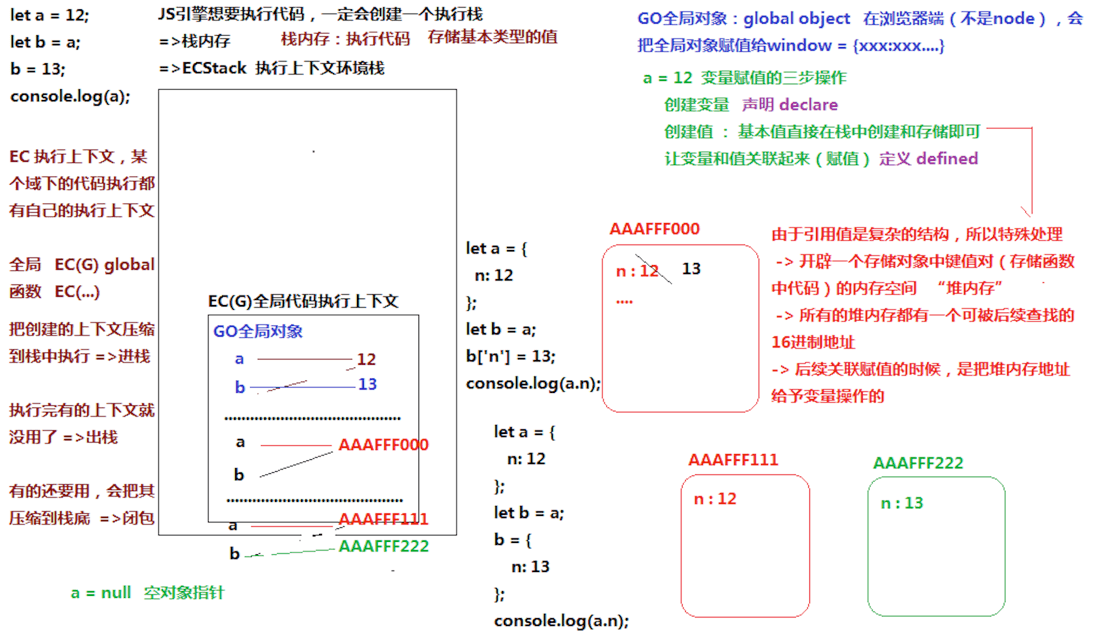 let a = 12;
let b = a;
b = 13;
console.log(a);
JS引擎想要执行代码，一定会创建一个执行栈
=>栈内存 栈内存：执行代码 存储基本类型的值
=>ECStack 执行上下文环境栈
GO全局对象：global object 在浏览器端（不是node），会
把全局对象赋值给window = {xxx:xxx....}
a = 12 变量赋值的三步操作
创建变量 声明 declare
创建值 ：基本值直接在栈中创建和存储即可
让变量和值关联起来（赋值）定义 defined
EC 执行上下文，某
个域下的代码执行都
有自己的执行上下文
全局 EC(G) global
函数 EC(...)
把创建的上下文压缩
到栈中执行 =>进栈
执行完有的上下文就
没用了 =>出栈
有的还要用，会把其
压缩到栈底 =>闭包
EC(G)全局代码执行上下文
GO全局对象
a 12
b 13
a AAAFFF000
b
a AAAFFF111
b AAAFFF222
a = null 空对象指针
let a = {
n: 12
};
let b = a;
b['n'] = 13;
console.log(a.n);
AAAFFF000
n : 12 13
....
由于引用值是复杂的结构，所以特殊处理
-> 开辟一个存储对象中键值对（存储函数
中代码）的内存空间 “堆内存”
-> 所有的堆内存都有一个可被后续查找的
16进制地址
-> 后续关联赋值的时候，是把堆内存地址
给予变量操作的
let a = {
n: 12
};
let b = a;
b = {
n: 13
};
console.log(a.n);
AAAFFF111
n : 12
AAAFFF222
n : 13